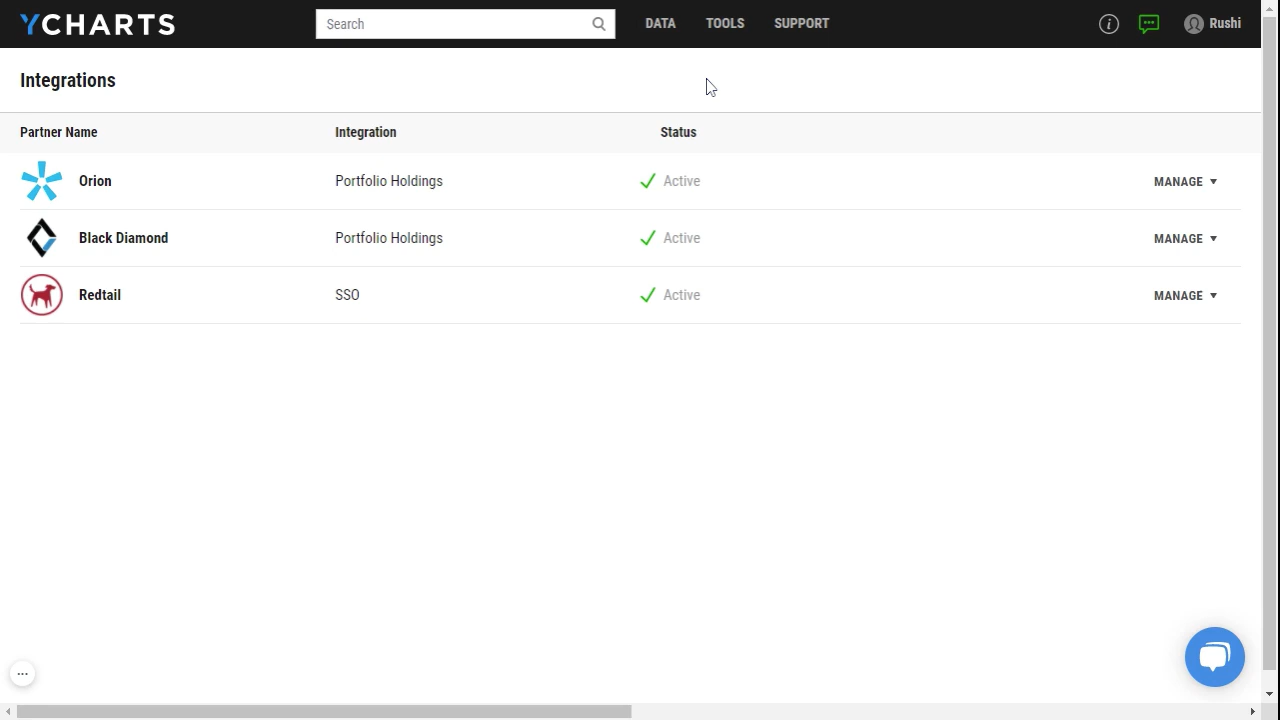 YCHARTS
Search
DATA
TOOLS
SUPPORT
Rushi
Integrations
Partner Name Integration Status
Orion Portfolio Holdings Active MANAGE
Black Diamond Portfolio Holdings Active MANAGE
Redtail SSO Active MANAGE